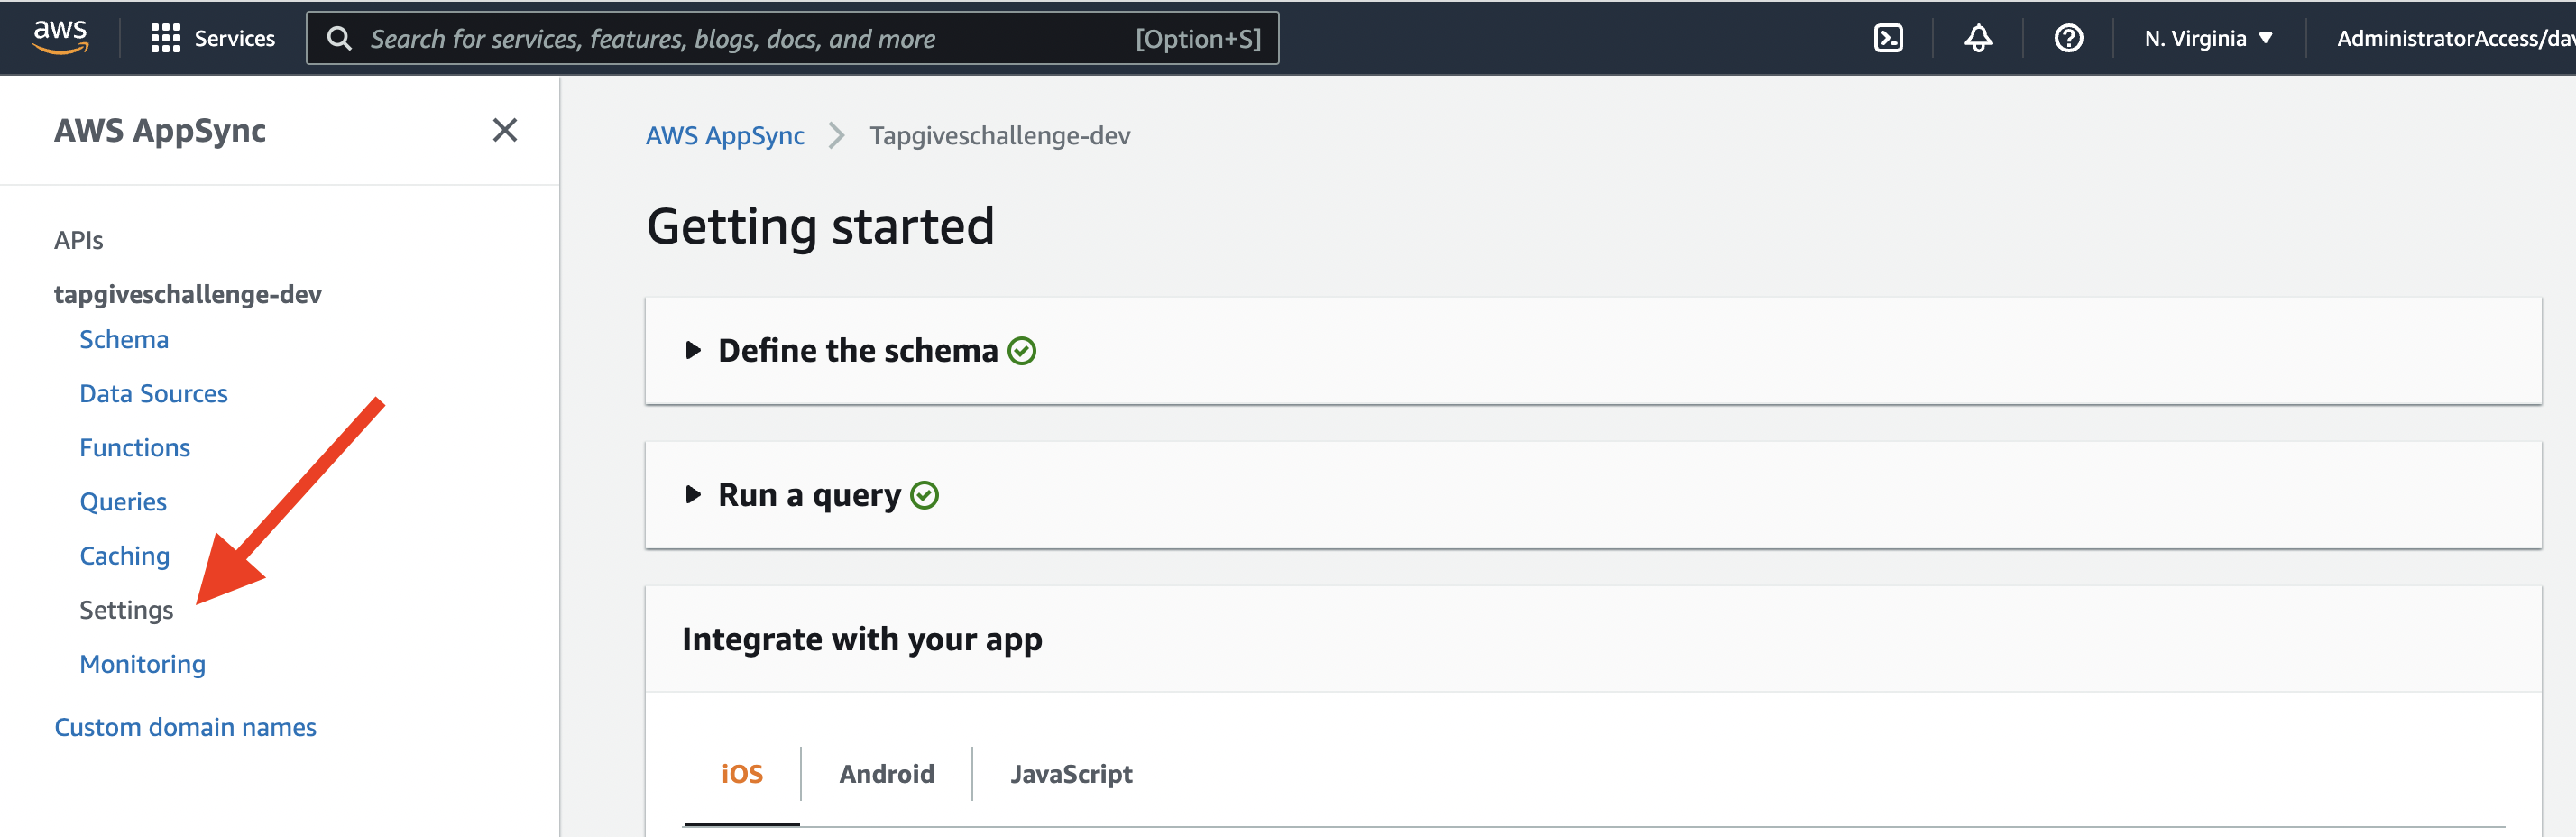 aws Services Search for services, features, blogs, docs, and more [Option+S] N. Virginia AdministratorAccess/dav
AWS AppSync
APIs
tapgiveschallenge-dev
Schema
Data Sources
Functions
Queries
Caching
Settings
Monitoring
Custom domain names
AWS AppSync Tapgiveschallenge-dev
Getting started
Define the schema
Run a query
Integrate with your app
iOS Android JavaScript